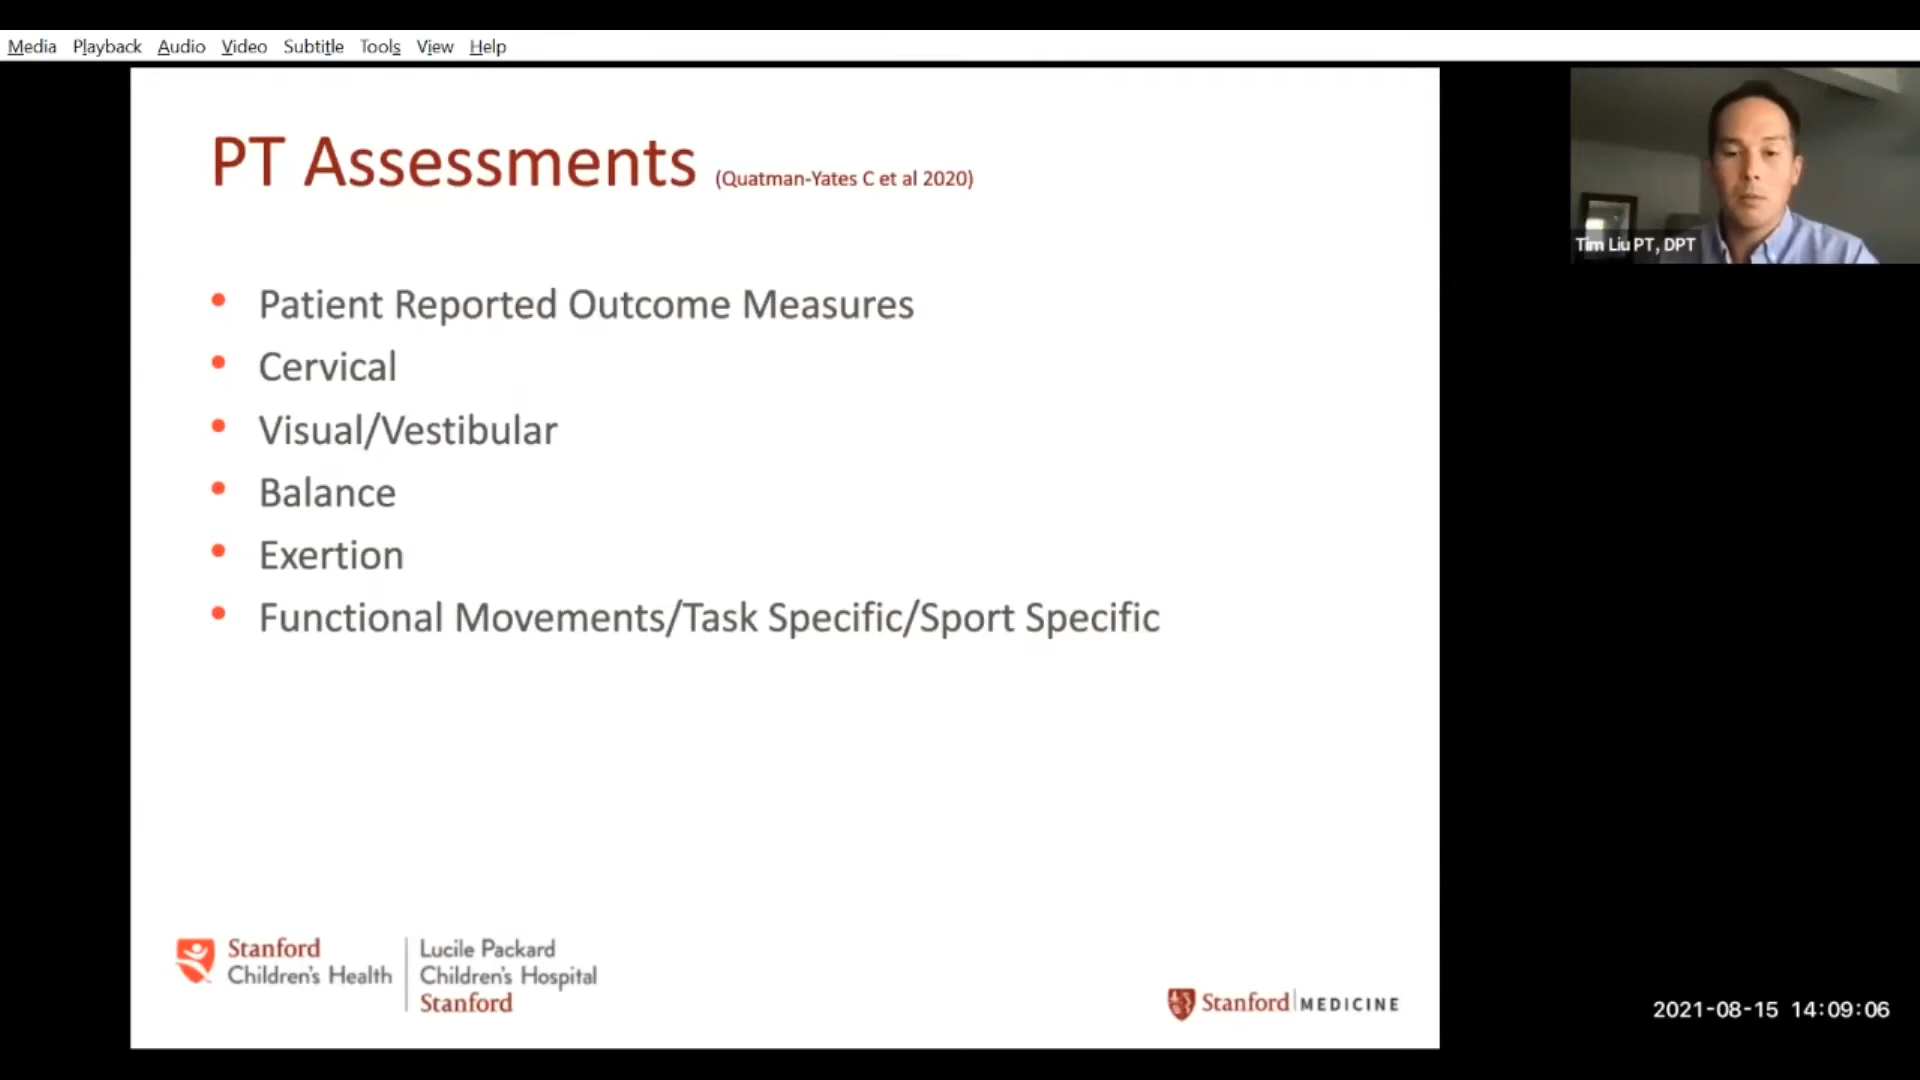 Media Playback Audio Video Subtitle Tools View Help
PT Assessments (Quatman-Yates C et al 2020)
Tim Liu PT, DPT
• Patient Reported Outcome Measures
• Cervical
• Visual/Vestibular
• Balance
• Exertion
• Functional Movements/Task Specific/Sport Specific
Stanford
Children's Health
Lucile Packard
Children's Hospital
Stanford
Stanford MEDICINE
2021-08-15 14:09:06